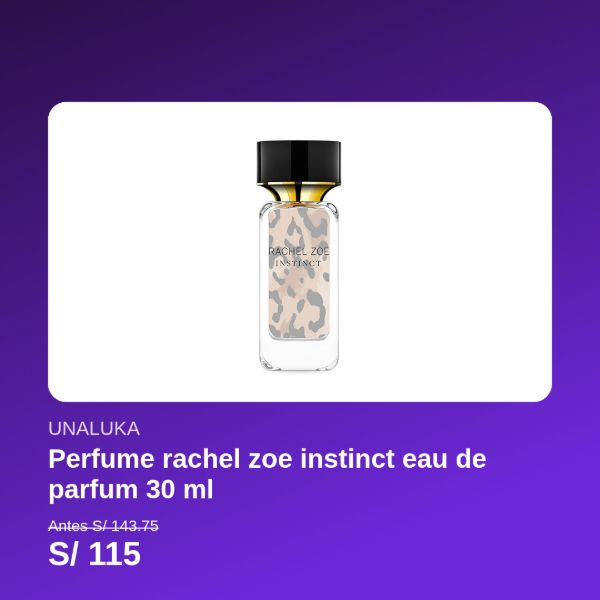 RACHEL ZOE
INSTINCT
UNALUKA
Perfume rachel zoe instinct eau de
parfum 30 ml
Antes S/ 143.75
S/ 115